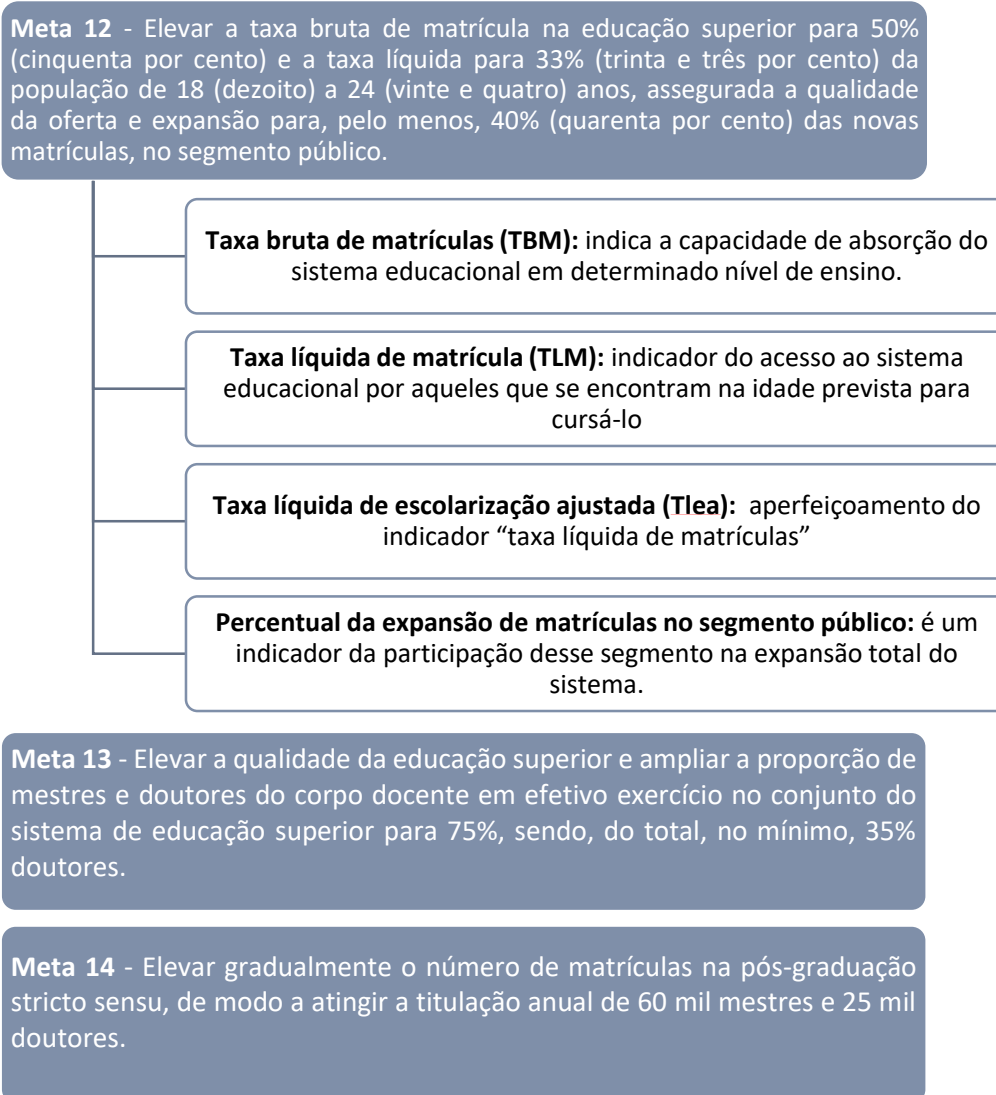 Meta 12 - Elevar a taxa bruta de matrícula na educação superior para 50%
(cinquenta por cento) e a taxa líquida para 33% (trinta e três por cento) da
população de 18 (dezoito) a 24 (vinte e quatro) anos, assegurada a qualidade
da oferta e expansão para, pelo menos, 40% (quarenta por cento) das novas
matrículas, no segmento público.
Taxa bruta de matrículas (TBM): indica a capacidade de absorção do
sistema educacional em determinado nível de ensino.
Taxa líquida de matrícula (TLM): indicador do acesso ao sistema
educacional por aqueles que se encontram na idade prevista para
cursá-lo
Taxa líquida de escolarização ajustada (Tlea): aperfeiçoamento do
indicador “taxa líquida de matrículas”
Percentual da expansão de matrículas no segmento público: é um
indicador da participação desse segmento na expansão total do
sistema.
Meta 13 - Elevar a qualidade da educação superior e ampliar a proporção de
mestres e doutores do corpo docente em efetivo exercício no conjunto do
sistema de educação superior para 75%, sendo, do total, no mínimo, 35%
doutores.
Meta 14 - Elevar gradualmente o número de matrículas na pós-graduação
stricto sensu, de modo a atingir a titulação anual de 60 mil mestres e 25 mil
doutores.